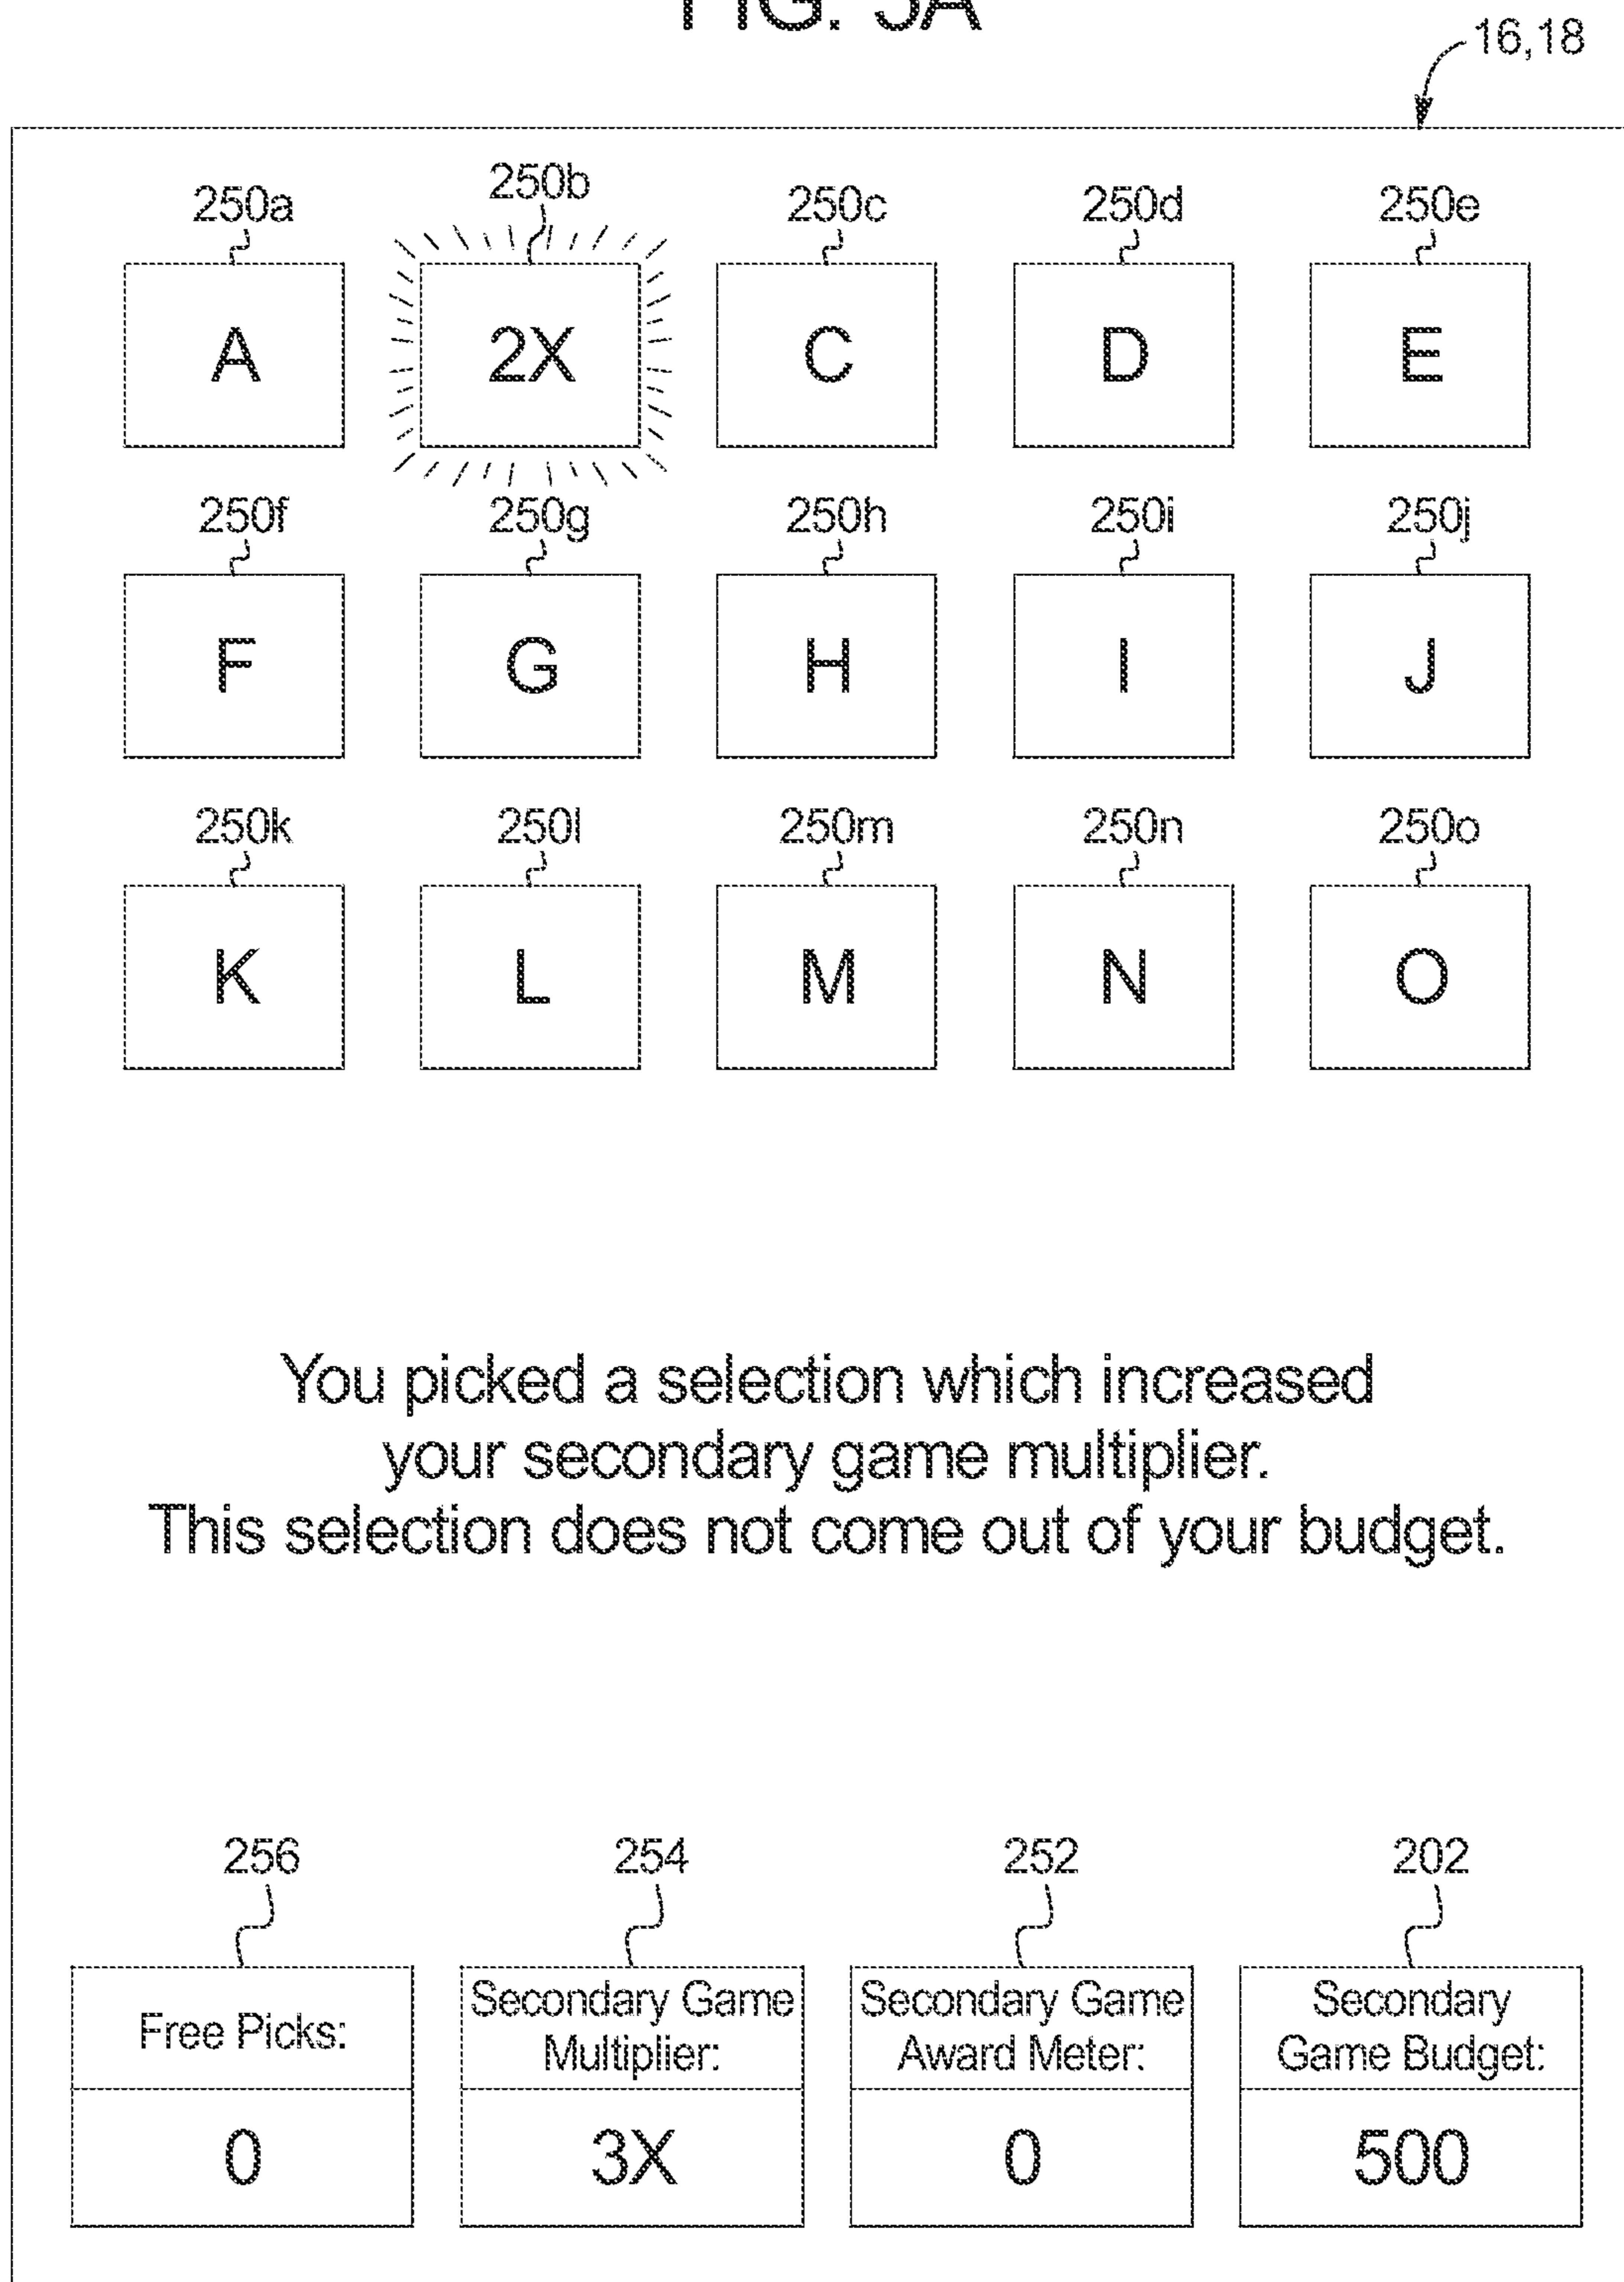 FIG. 5A
16,18
250a 250b 250c 250d 250e
A 2X C D E
250f 250g 250h 250i 250j
F G H I J
250k 250l 250m 250n 250o
K L M N O
You picked a selection which increased
your secondary game multiplier.
This selection does not come out of your budget.
256 254 252 202
Free Picks:
0
Secondary Game
Multiplier:
3X
Secondary Game
Award Meter:
0
Secondary
Game Budget:
500